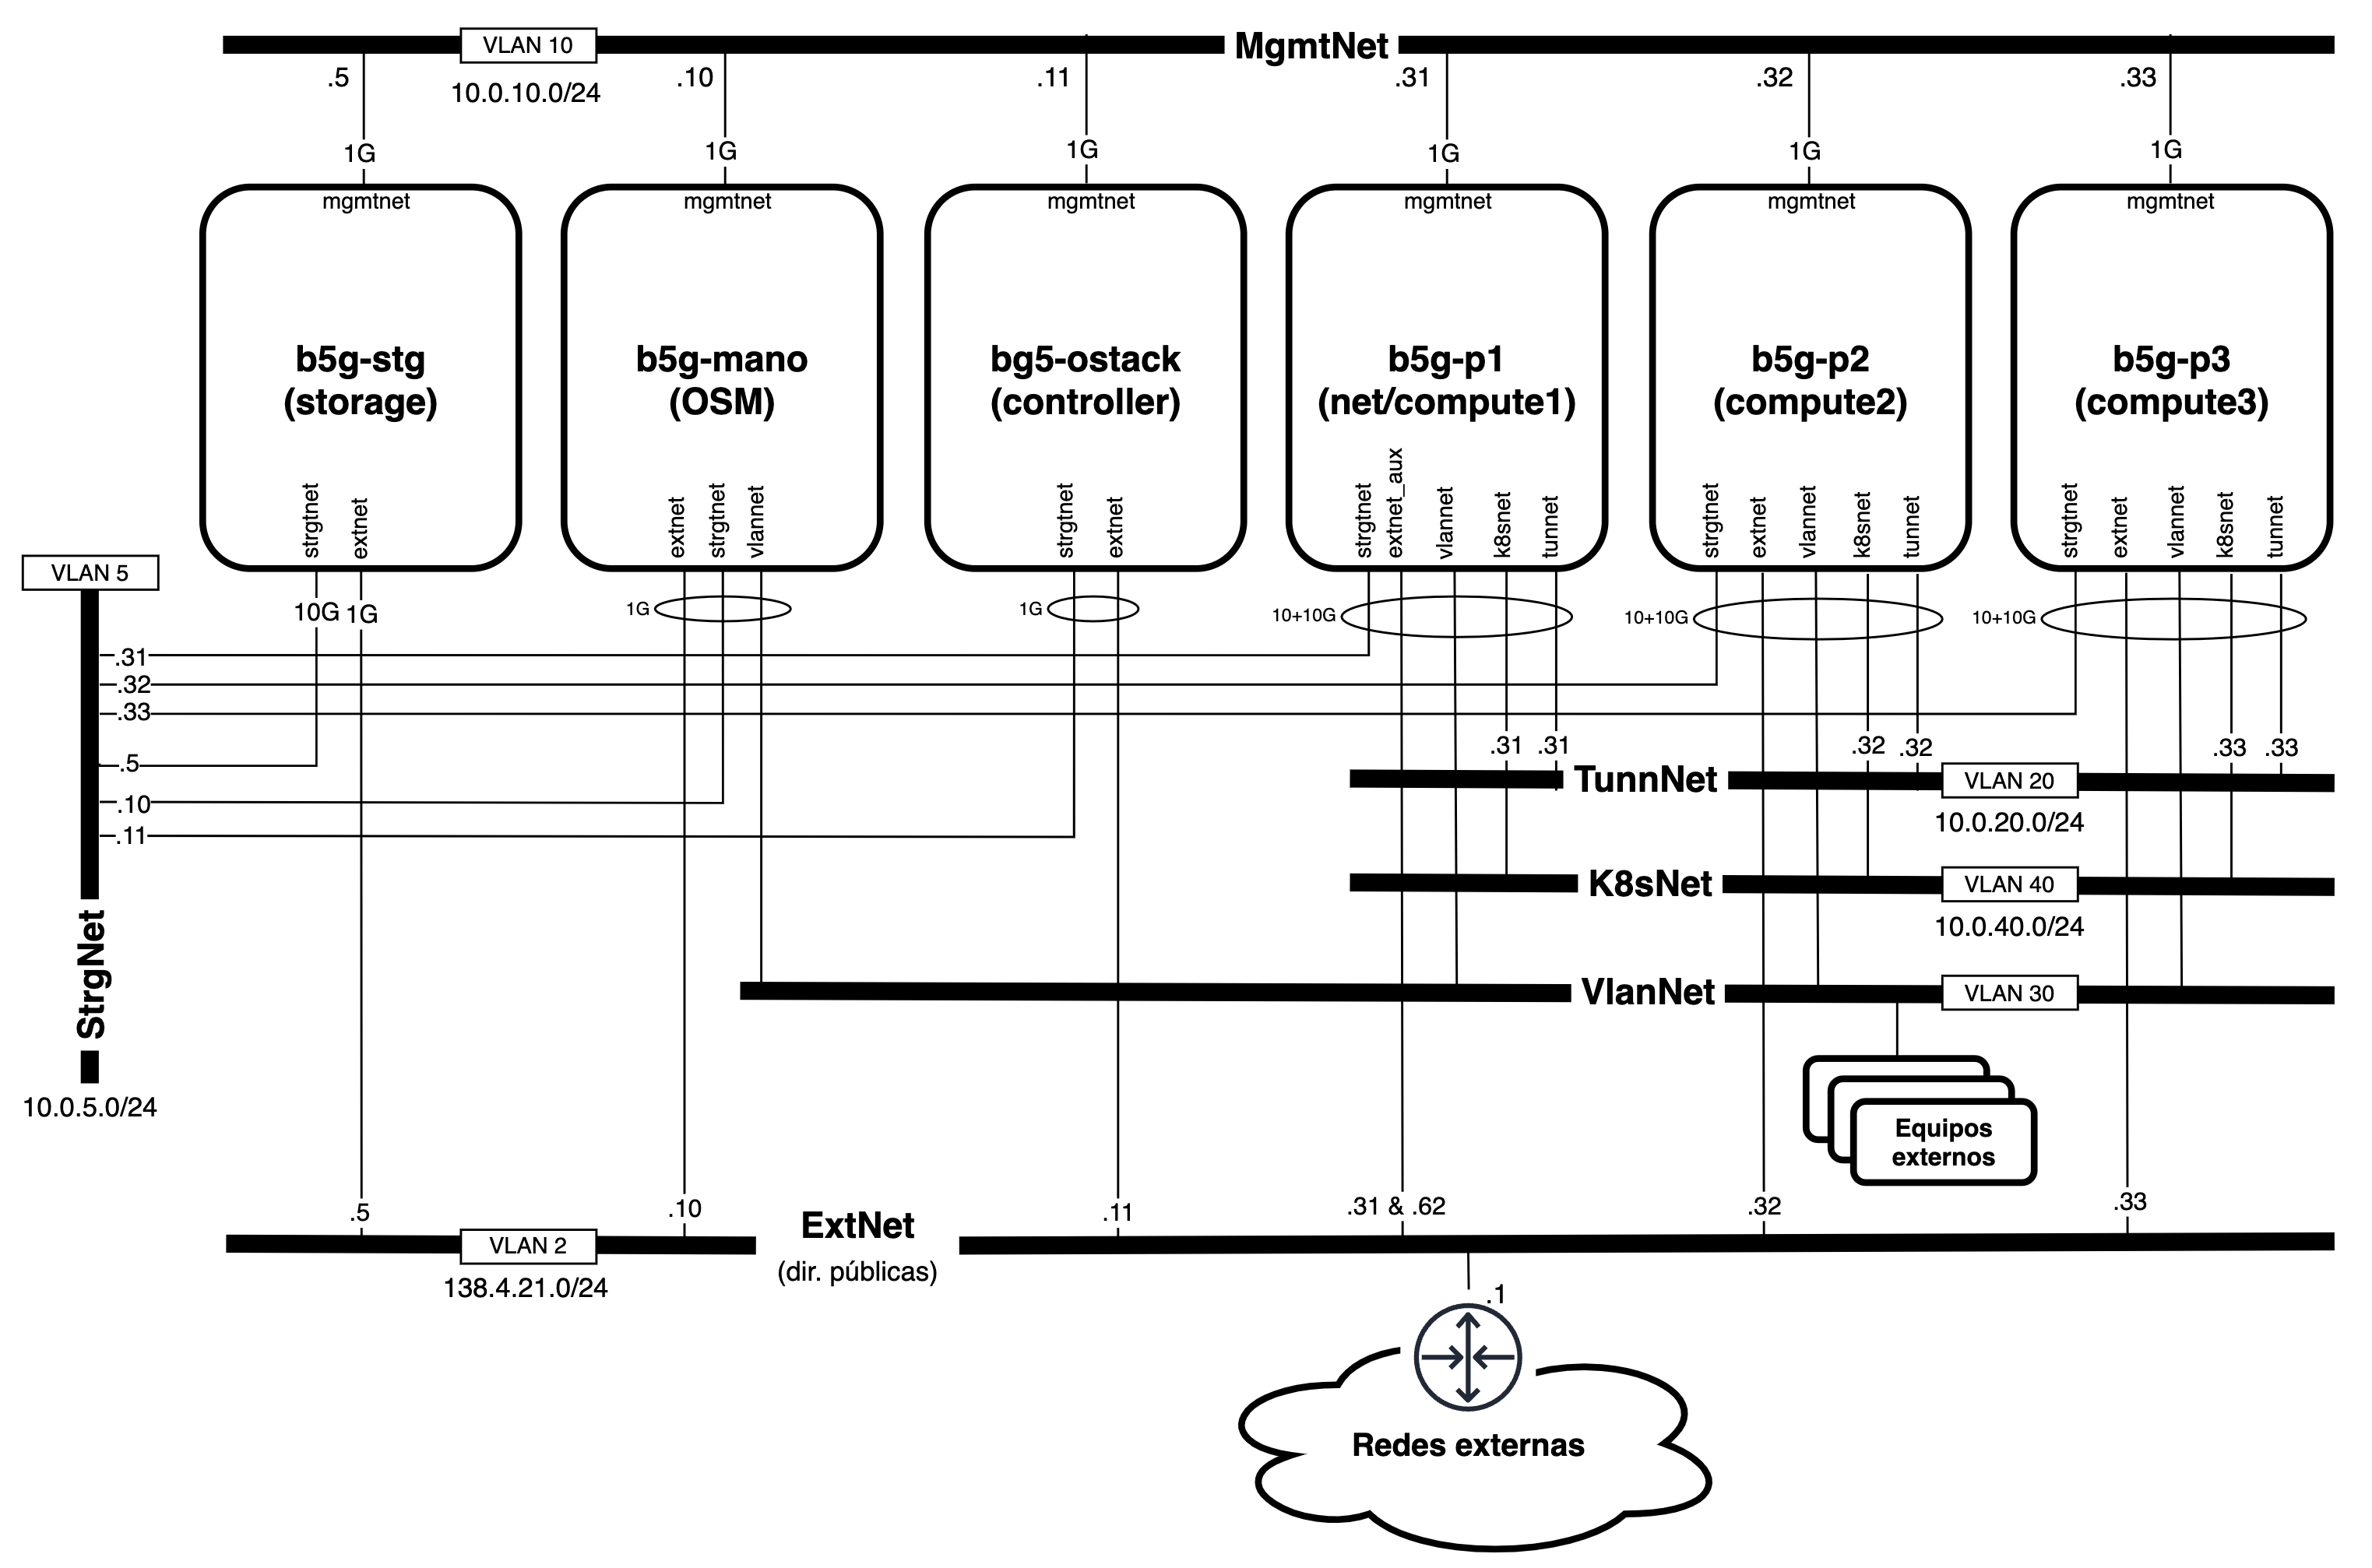 VLAN 10
MgmtNet
.5
10.0.10.0/24
.10
.11
.31
.32
.33
1G
1G
1G
1G
1G
1G
mgmtnet
mgmtnet
mgmtnet
mgmtnet
mgmtnet
mgmtnet
b5g-stg
(storage)
b5g-mano
(OSM)
bg5-ostack
(controller)
b5g-p1
(net/compute1)
b5g-p2
(compute2)
b5g-p3
(compute3)
strgtnet
extnet
extnet
strgtnet
vlannet
strgtnet
extnet
strgtnet
extnet_aux
vlannet
k8snet
tunnet
strgtnet
extnet
vlannet
k8snet
tunnet
strgtnet
extnet
vlannet
k8snet
tunnet
VLAN 5
10G
1G
1G
1G
10+10G
10+10G
10+10G
.31
.32
.33
.5
.10
.11
.31
.31
.32
.32
.33
.33
TunnNet
VLAN 20
10.0.20.0/24
K8sNet
VLAN 40
10.0.40.0/24
StrgNet
10.0.5.0/24
VlanNet
VLAN 30
Equipos
externos
.5
.10
.11
.31 & .62
.32
.33
VLAN 2
138.4.21.0/24
ExtNet
(dir. públicas)
.1
Redes externas